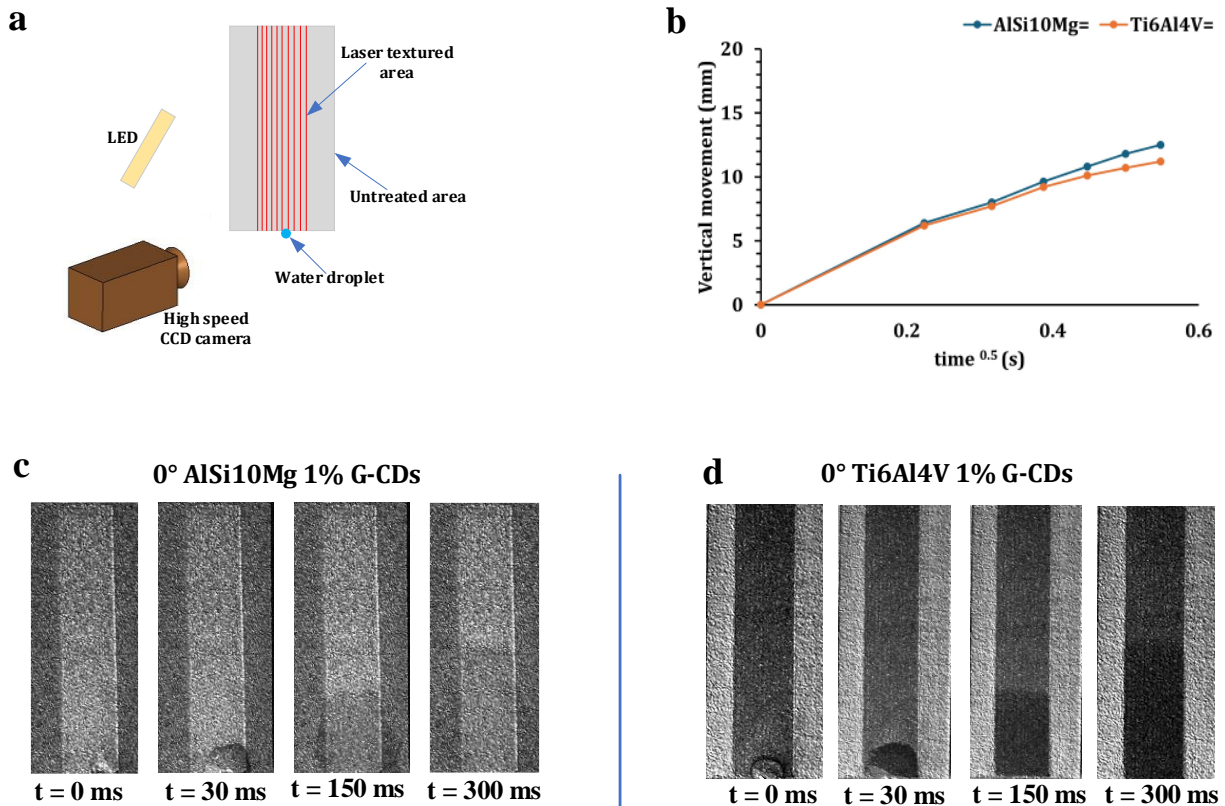 a
Laser textured
area
LED
Untreated area
Water droplet
High speed
CCD camera
b
AlSi10Mg=
Ti6Al4V=
Vertical movement (mm)
20
15
10
5
0
0
0.2
0.4
0.6
time 0.5 (s)
c
0° AlSi10Mg 1% G-CDs
t = 0 ms
t = 30 ms
t = 150 ms
t = 300 ms
d
0° Ti6Al4V 1% G-CDs
t = 0 ms
t = 30 ms
t = 150 ms
t = 300 ms